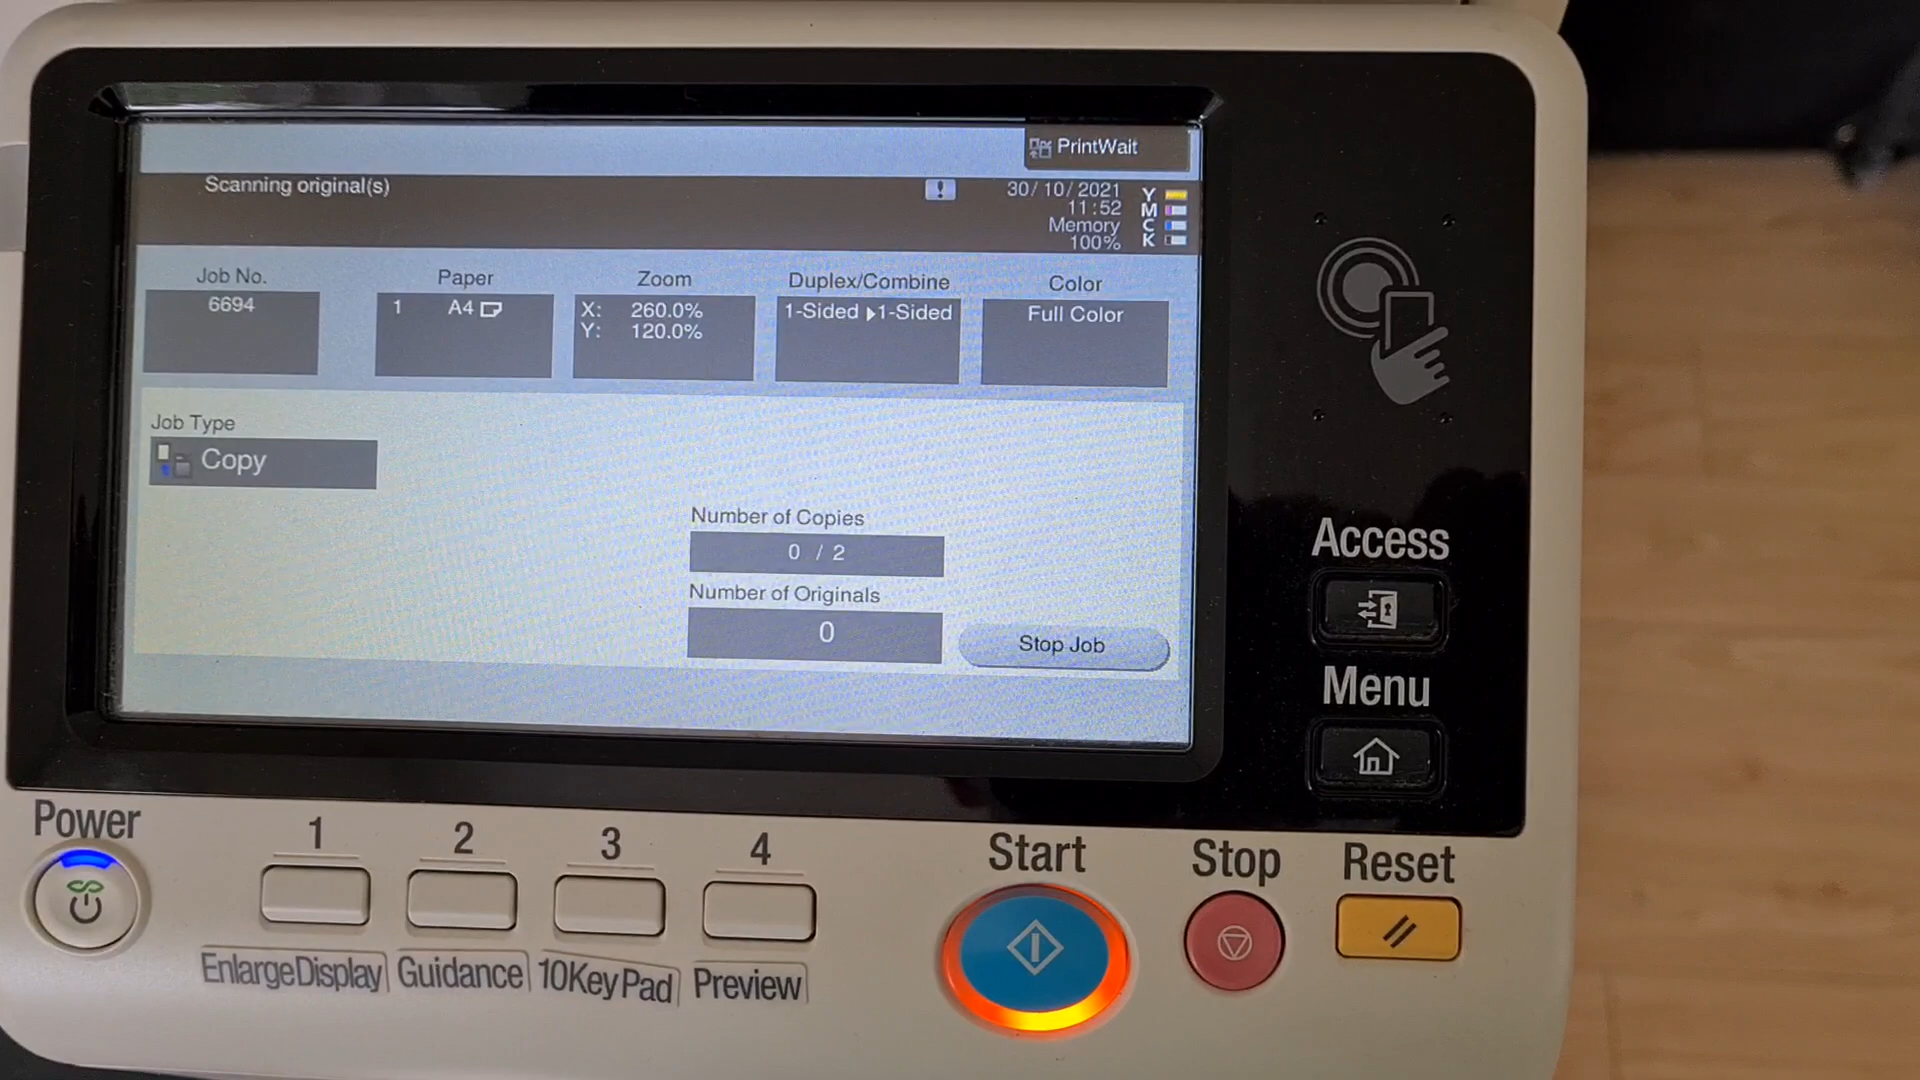 PrintWait
Scanning original(s)
!
30/10/2021
11:52
Memory
100%
Y
M
C
K
Job No.
6694
Paper
1 A4
Zoom
X: 260.0%
Y: 120.0%
Duplex/Combine
1-Sided ▶1-Sided
Color
Full Color
Job Type
Copy
Number of Copies
0 / 2
Number of Originals
0
Stop Job
Access
Menu
Power
1
2
3
4
EnlargeDisplay
Guidance
10KeyPad
Preview
Start
Stop
Reset